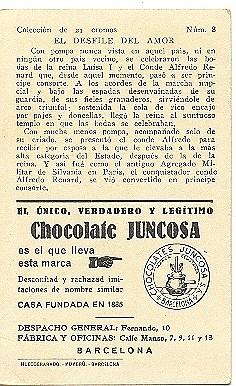 Colección de 21 cromos Núm. 8
EL DESFILE DEL AMOR
Con pompa nunca vista en aquel país, ni en
ningún otro país vecino, se celebraron las bo-
das de la reina Luisa I y el Conde Alfredo Re-
nard que, desde aquel momento, pasó a ser prín-
cipe consorte. A los acordes de la marcha nup-
cial y bajo las espadas desenvainadas de su
guardia, de sus fieles granaderos, sirviéndole de
arco triunfal; sostenida la cola de rico encaje
por pajes y doncellas, llegó la reina al suntuoso
templo en que las bodas se celebraban.
Con mucha menos pompa, acompañado solo de
su criado, se presentó el conde Alfredo para
recibir por esposa a la que le elevaba a la más
alta categoría del Estado, después de la de la
reina. Y así fué como el antiguo Agregado Mi-
litar de Silvania en París, el conquistador conde
Alfredo Renard, se vió convertido en príncipe
consorte.
EL ÚNICO, VERDADERO Y LEGÍTIMO
Chocolate JUNCOSA
es el que lleva
esta marca
Desconfiad y rechazad imi-
taciones de nombre similar
CASA FUNDADA EN 1835
CHOCOLATES JUNCOSA
BARCELONA
DESPACHO GENERAL: Fernando, 10
FÁBRICA Y OFICINAS: Calle Manso, 7, 9, 11 y 13
BARCELONA
HUECOGRABADO.-MUMBRÚ.-BARCELONA